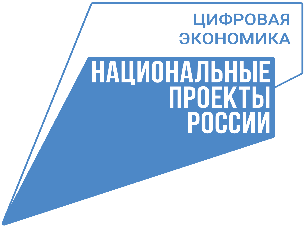 ЦИФРОВАЯ
ЭКОНОМИКА
НАЦИОНАЛЬНЫЕ
ПРОЕКТЫ
РОССИИ